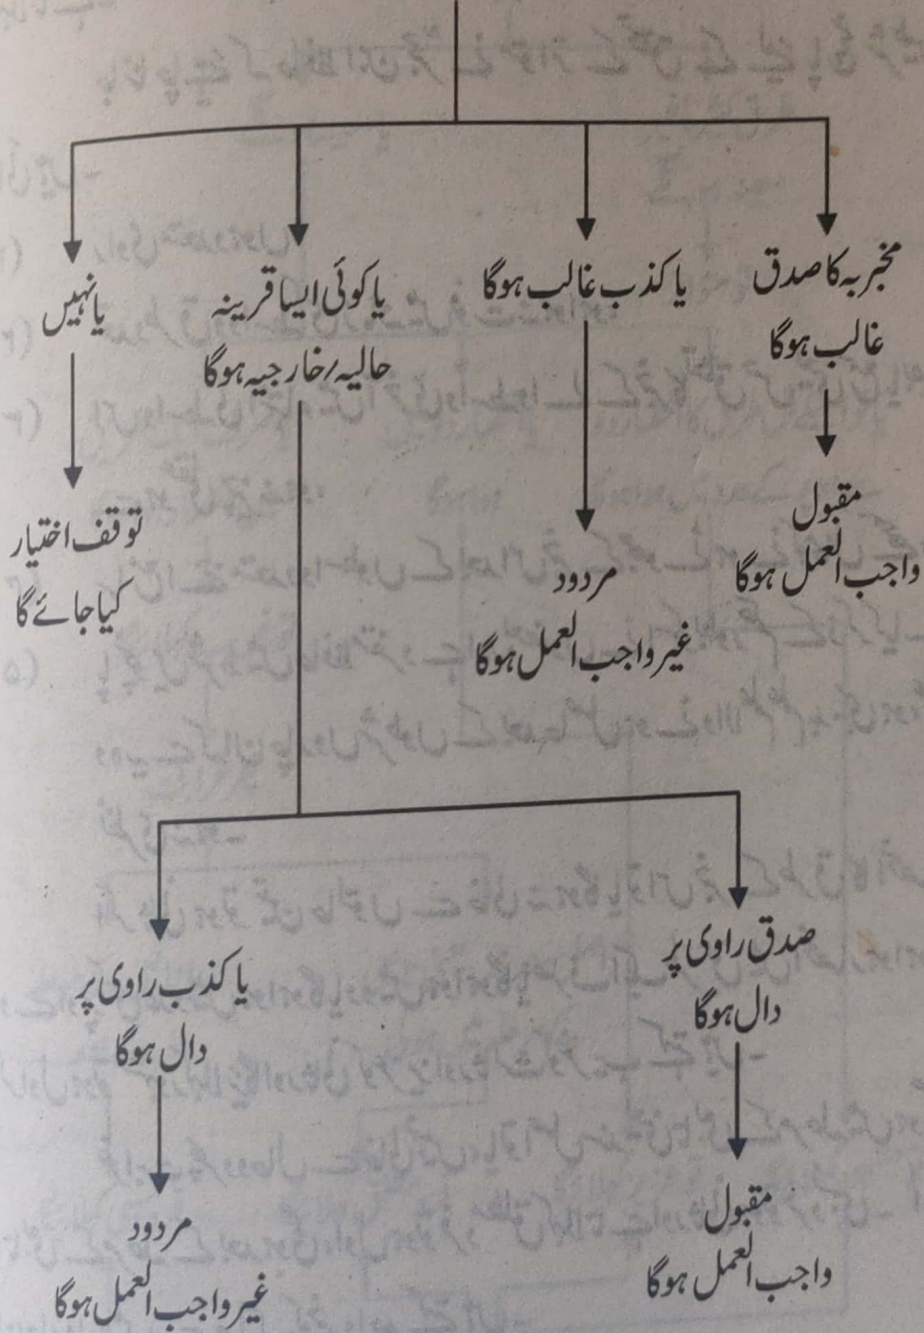 مخبر بہ کا صدق
غالب ہوگا
مقبول
واجب العمل ہوگا
یا کذب غالب ہوگا
مردود
غیر واجب العمل ہوگا
یا کوئی ایسا قرینہ
حالیہ/خارجیہ ہوگا
صدق راوی پر
دال ہوگا
مقبول
واجب العمل ہوگا
یا کذب راوی پر
دال ہوگا
مردود
غیر واجب العمل ہوگا
یا نہیں
توقف اختیار
کیا جائے گا